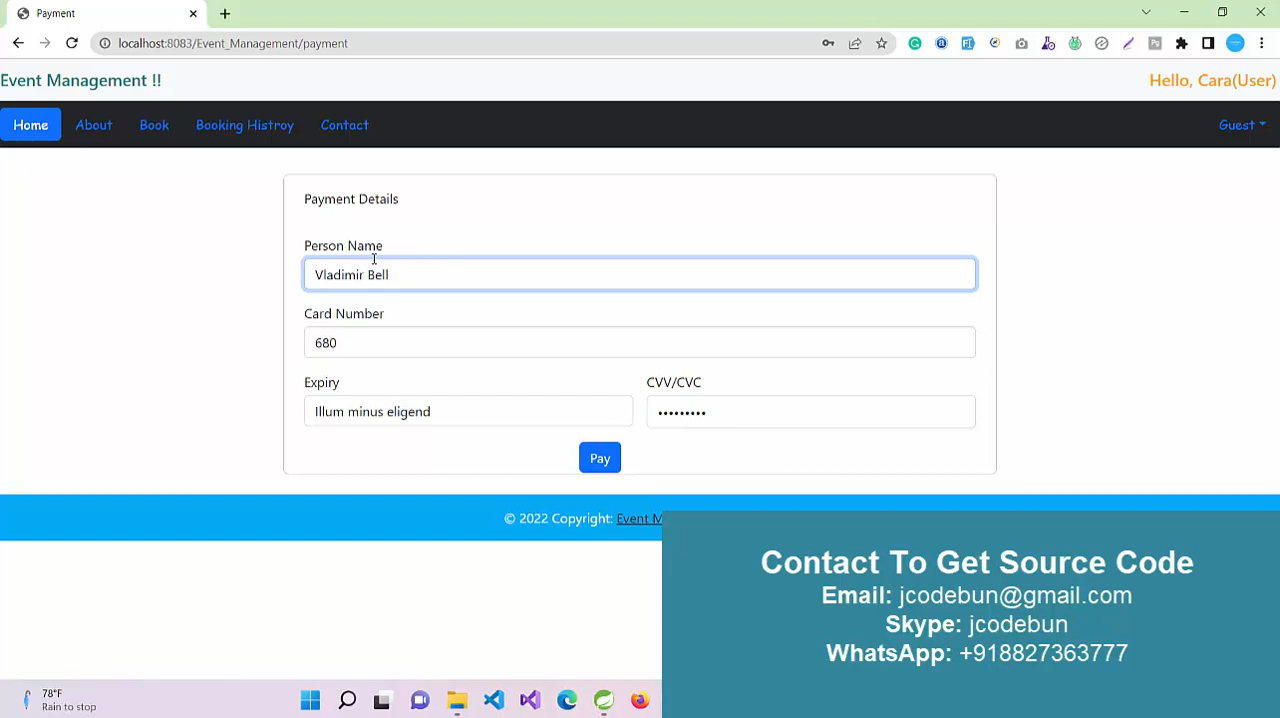 Payment
localhost:8083/Event_Management/payment
Event Management !!
Hello, Cara(User)
Home About Book Booking Histroy Contact Guest
Payment Details
Person Name
Vladimir Bell
Card Number
680
Expiry CVV/CVC
Illum minus eligend •••••••••
Pay
© 2022 Copyright: Event M
Contact To Get Source Code
Email: jcodebun@gmail.com
Skype: jcodebun
WhatsApp: +918827363777
78°F
Rain to stop